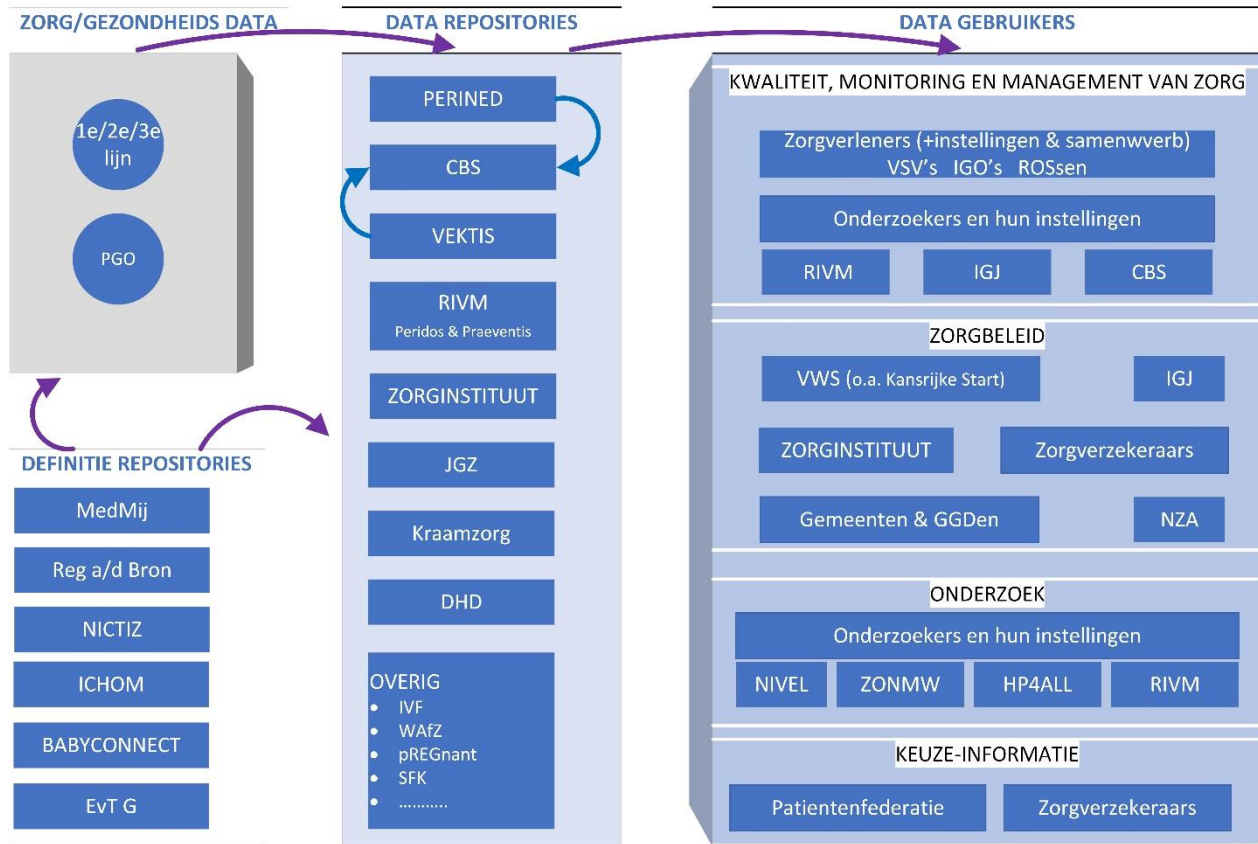 ZORG/GEZONDHEIDS DATA
1e/2e/3e
lijn
PGO
DEFINITIE REPOSITORIES
MedMij
Reg a/d Bron
NICTIZ
ICHOM
BABYCONNECT
EvT G
DATA REPOSITORIES
PERINED
CBS
VEKTIS
RIVM
Peridos & Praeventis
ZORGINSTITUUT
JGZ
Kraamzorg
DHD
OVERIG
• IVF
• WAfZ
• pREGnant
• SFK
• ...........
DATA GEBRUIKERS
KWALITEIT, MONITORING EN MANAGEMENT VAN ZORG
Zorgverleners (+instellingen & samenwverb)
VSV's IGO's ROSsen
Onderzoekers en hun instellingen
RIVM IGJ CBS
ZORGBELEID
VWS (o.a. Kansrijke Start) IGJ
ZORGINSTITUUT Zorgverzekeraars
Gemeenten & GGDen NZA
ONDERZOEK
Onderzoekers en hun instellingen
NIVEL ZONMW HP4ALL RIVM
KEUZE-INFORMATIE
Patientenfederatie Zorgverzekeraars